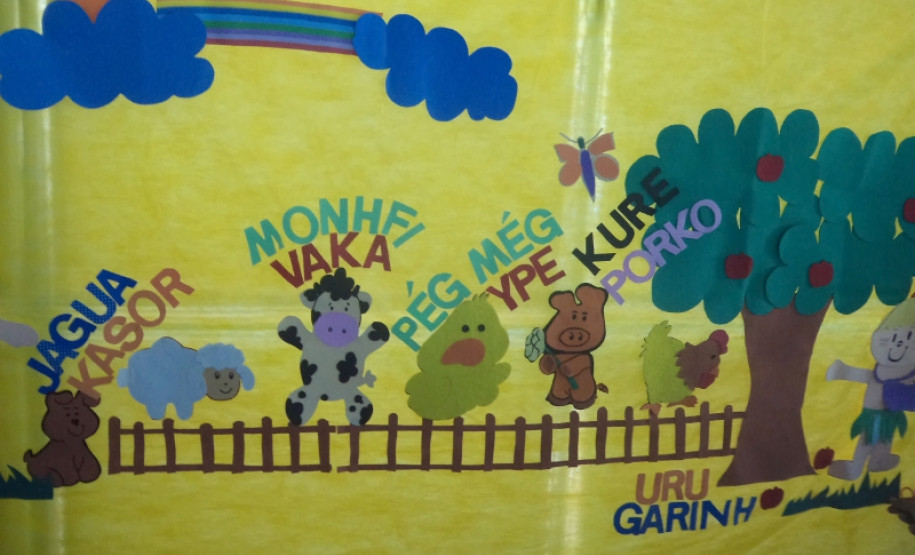 JAGUA
KASOR
MONHFI
VAKA
PÉG MÉG
YPE
KURE
PORKO
URU
GARINH